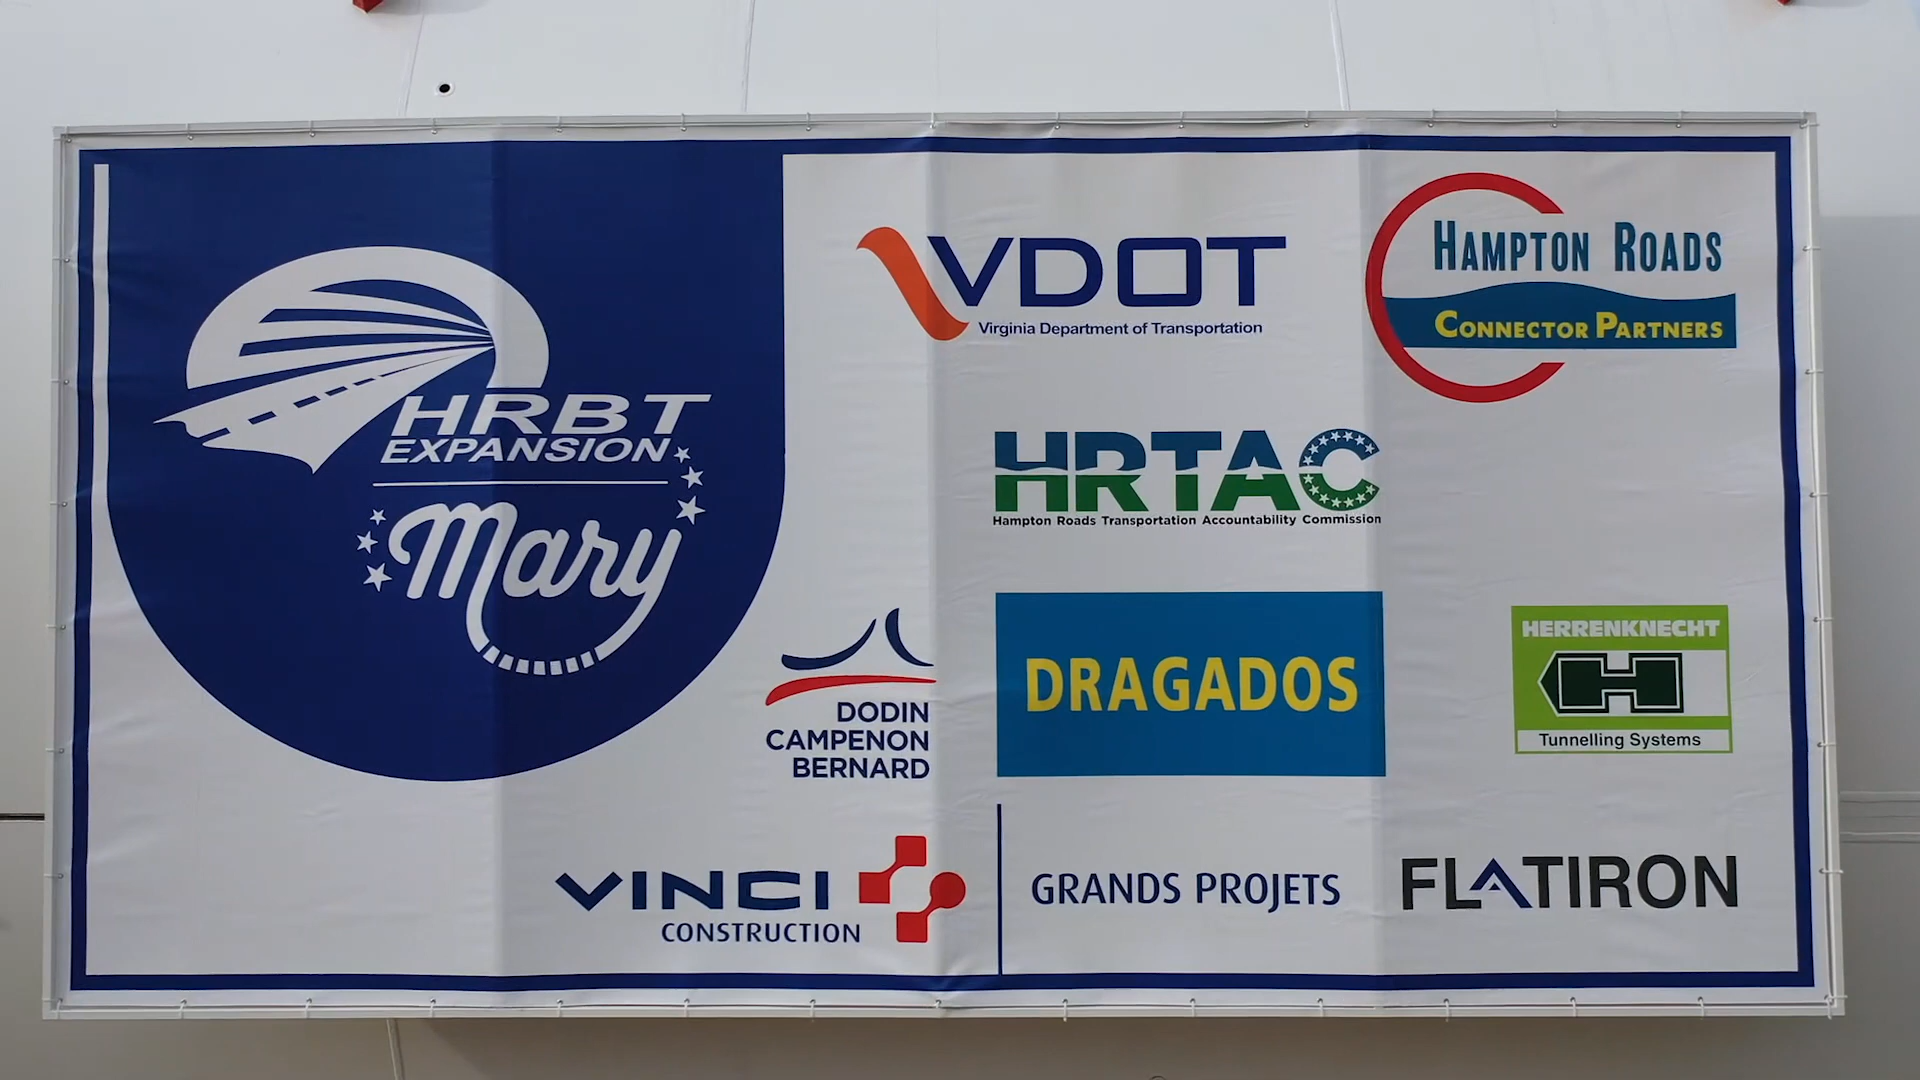 HRBT
EXPANSION
Mary
VDOT
Virginia Department of Transportation
HAMPTON ROADS
CONNECTOR PARTNERS
HRTAC
Hampton Roads Transportation Accountability Commission
DODIN
CAMPENON
BERNARD
DRAGADOS
HERRENKNECHT
Tunnelling Systems
VINCI
CONSTRUCTION
GRANDS PROJETS
FLATIRON